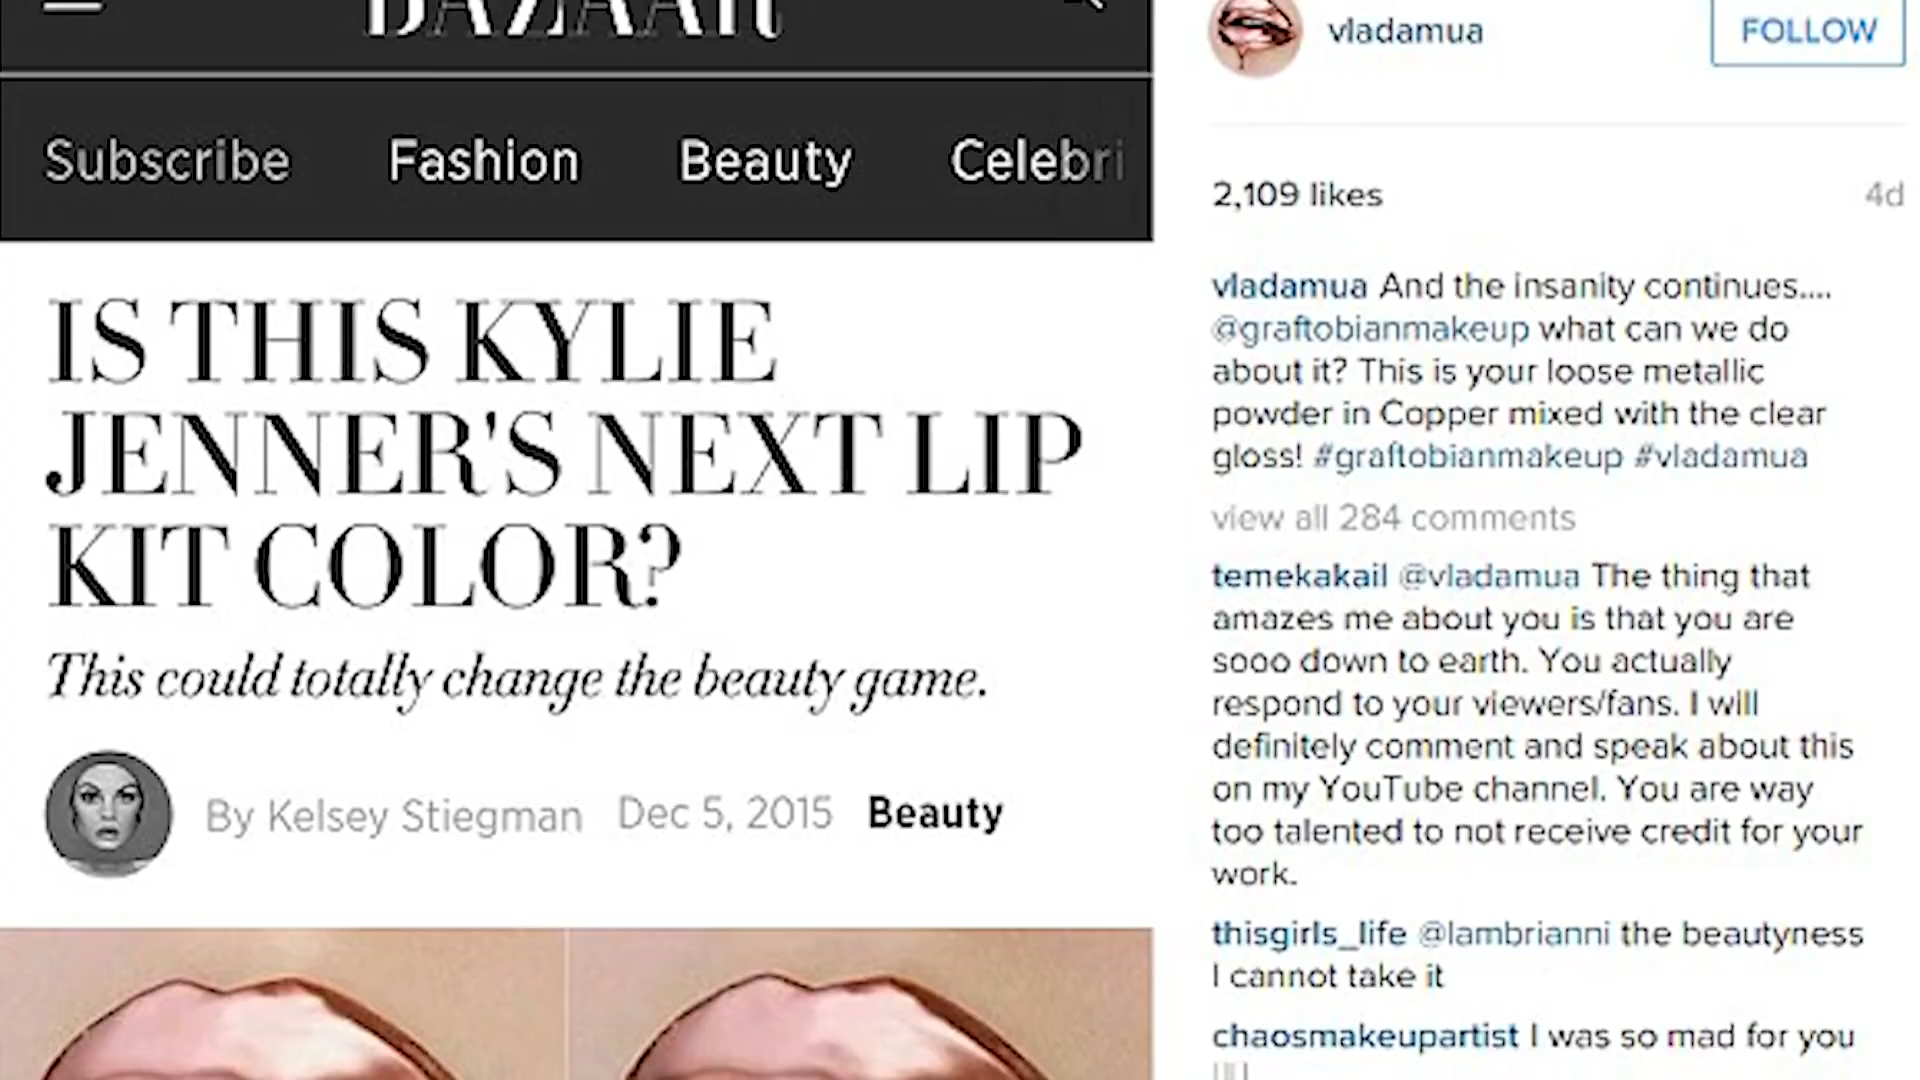 BAZAAR
Subscribe Fashion Beauty Celebri
IS THIS KYLIE
JENNER'S NEXT LIP
KIT COLOR?
This could totally change the beauty game.
By Kelsey Stiegman Dec 5, 2015 Beauty
vladamua FOLLOW
2,109 likes 4d
vladamua And the insanity continues....
@graftobianmakeup what can we do
about it? This is your loose metallic
powder in Copper mixed with the clear
gloss! #graftobianmakeup #vladamua
view all 284 comments
temekakail @vladamua The thing that
amazes me about you is that you are
sooo down to earth. You actually
respond to your viewers/fans. I will
definitely comment and speak about this
on my YouTube channel. You are way
too talented to not receive credit for your
work.
thisgirls_life @lambrianni the beautyness
I cannot take it
chaosmakeupartist I was so mad for you